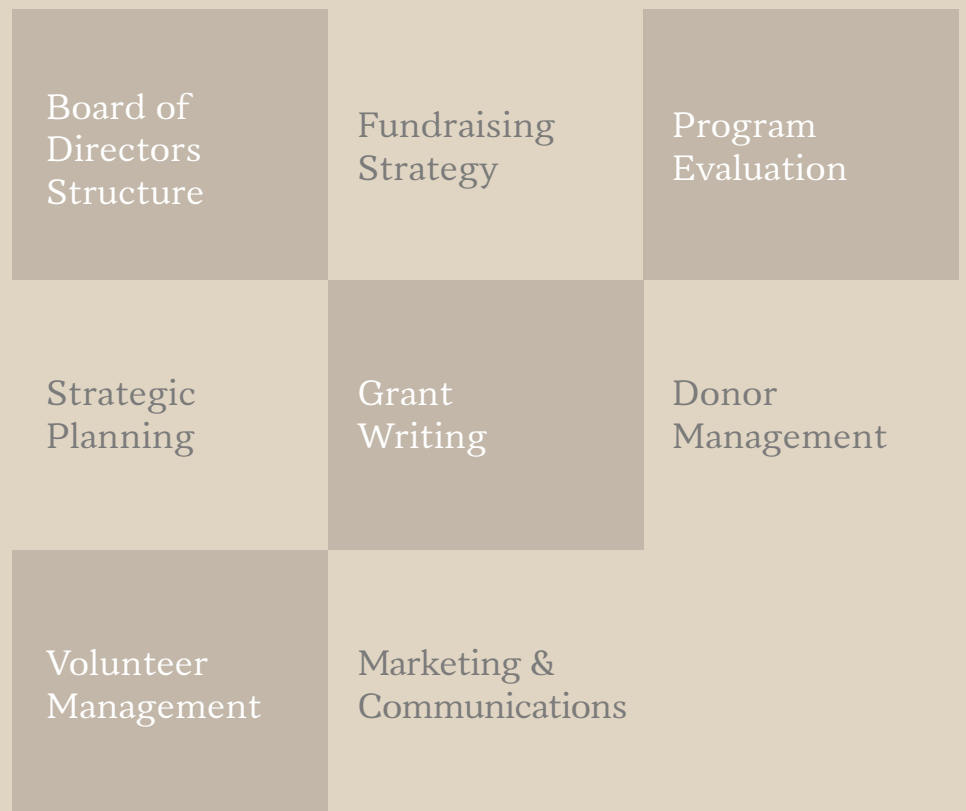 Board of
Directors
Structure
Fundraising
Strategy
Program
Evaluation
Strategic
Planning
Grant
Writing
Donor
Management
Volunteer
Management
Marketing &
Communications